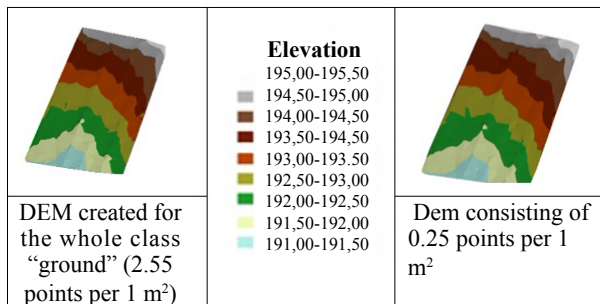 Elevation
195,00-195,50
194,50-195,00
194,00-194,50
193,50-194,50
193,00-193.50
192,50-193,00
192,00-192,50
191,50-192,00
191,00-191,50
DEM created for
the whole class
“ground” (2.55
points per 1 m²)
Dem consisting of
0.25 points per 1
m²